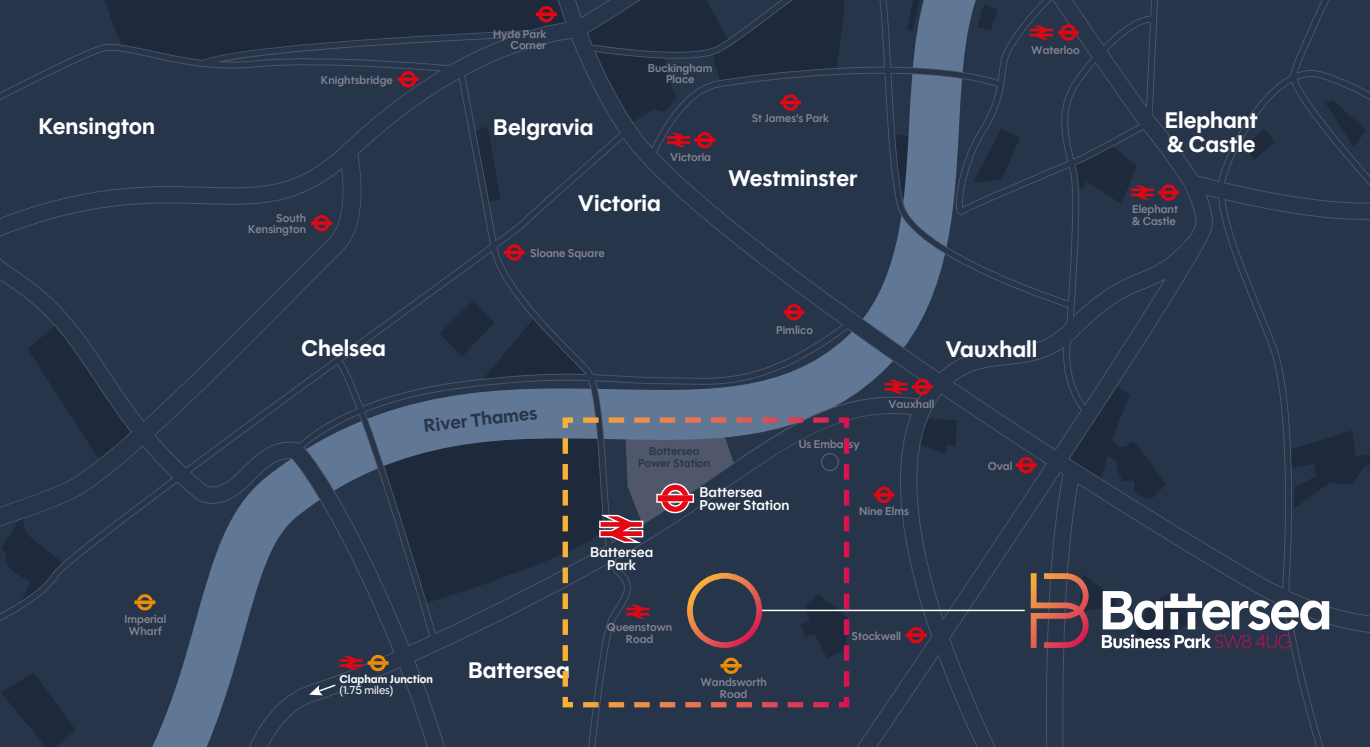 Hyde Park
Corner
Waterloo
Knightsbridge
Buckingham
Place
St James's Park
Kensington
Belgravia
Elephant
& Castle
Victoria
Westminster
Victoria
Elephant
& Castle
South
Kensington
Sloane Square
Pimlico
Chelsea
Vauxhall
Vauxhall
River Thames
Us Embassy
Battersea
Power Station
Oval
Battersea
Power Station
Nine Elms
Battersea
Park
Imperial
Wharf
Queenstown
Road
Stockwell
Battersea
Business Park SW8 4UG
Battersea
Clapham Junction
(1.75 miles)
Wandsworth
Road